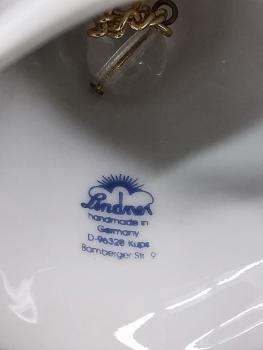 Lindner
handmade in
Germany
D-96328 Kups
Bamberger Str. 9